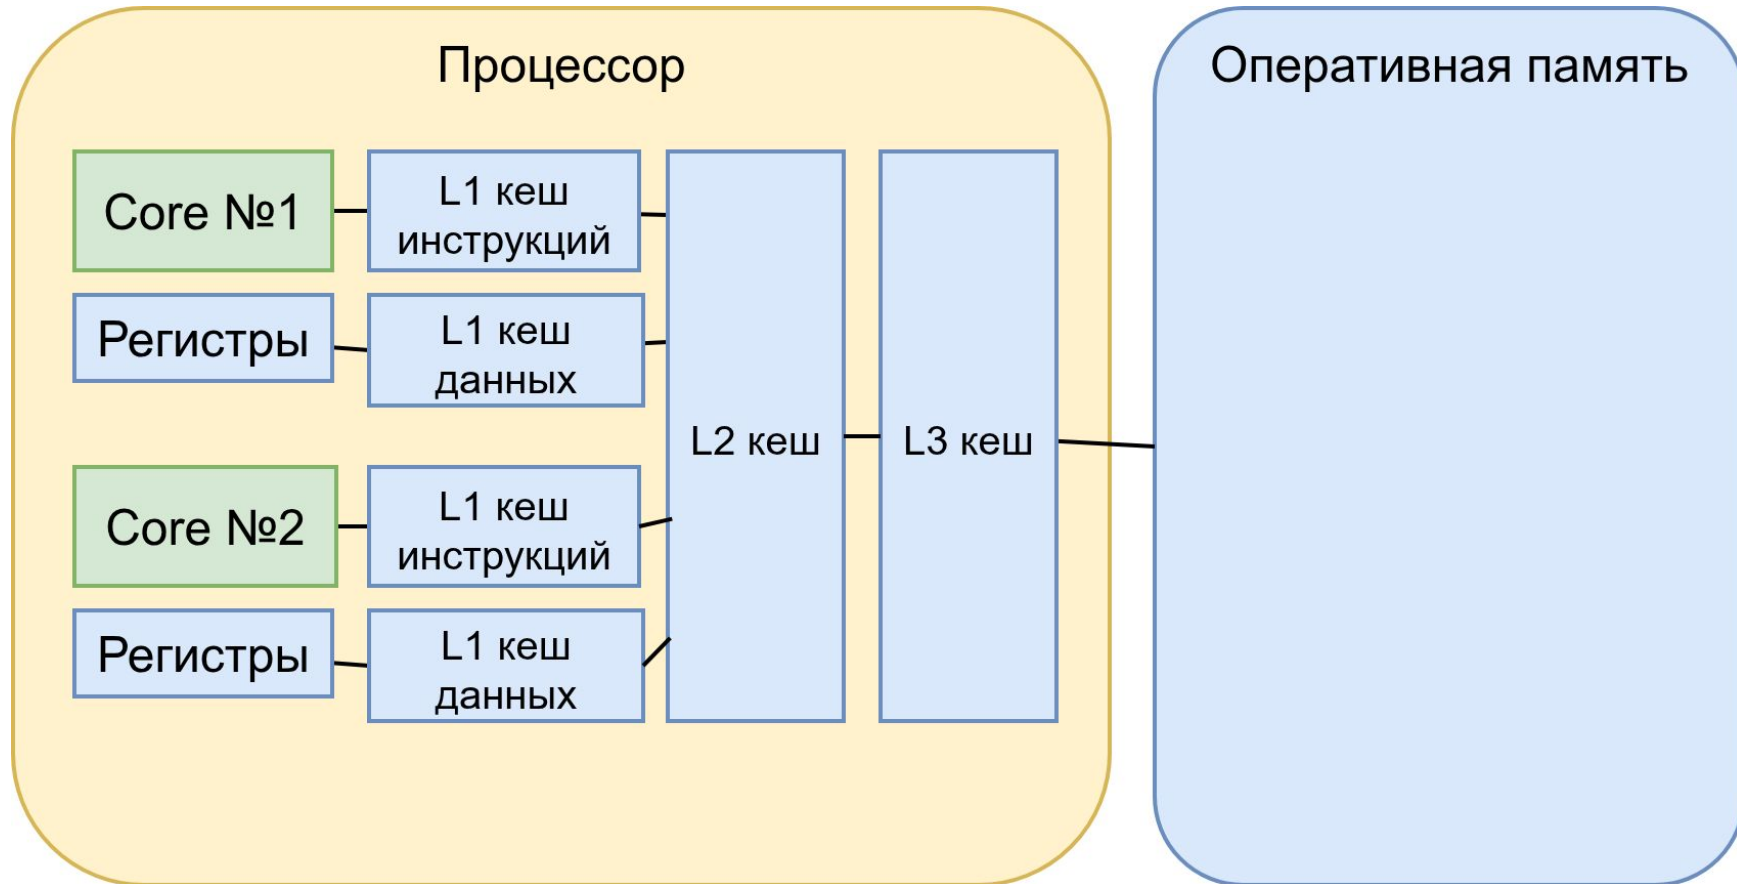 Процессор
Оперативная память
Core №1
L1 кеш
инструкций
Регистры
L1 кеш
данных
L2 кеш
L3 кеш
Core №2
L1 кеш
инструкций
Регистры
L1 кеш
данных